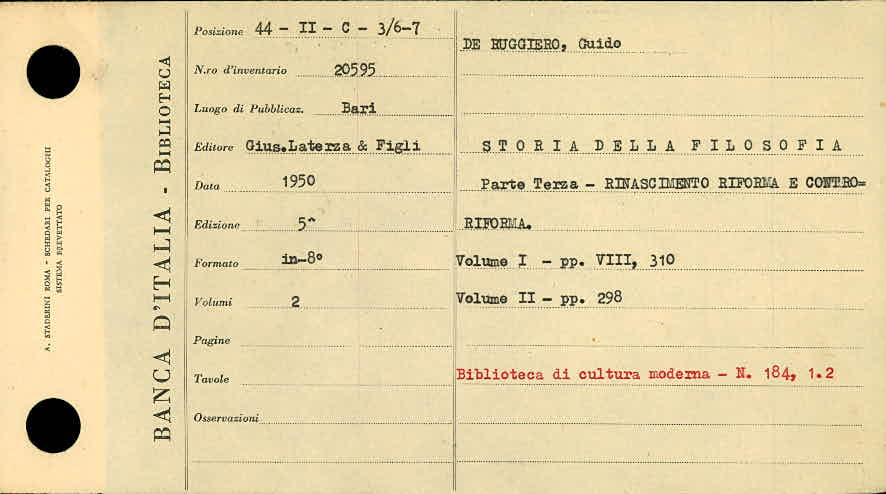 A. STADERINI ROMA - SCHEDARI PER CATALOGHI
SISTEMA BREVETTATO
BANCA D'ITALIA - BIBLIOTECA
Posizione 44 - II - C - 3/6-7
N.ro d'inventario 20595
Luogo di Pubblicaz. Bari
Editore Gius.Laterza & Figli
Data 1950
Edizione 5^
Formato in-8°
Volumi 2
Pagine
Tavole
Osservazioni
DE RUGGIERO, Guido
STORIA DELLA FILOSOFIA
Parte Terza - RINASCIMENTO RIFORMA E CONTRO=
RIFORMA.
Volume I - pp. VIII, 310
Volume II - pp. 298
Biblioteca di cultura moderna - N. 184, 1.2